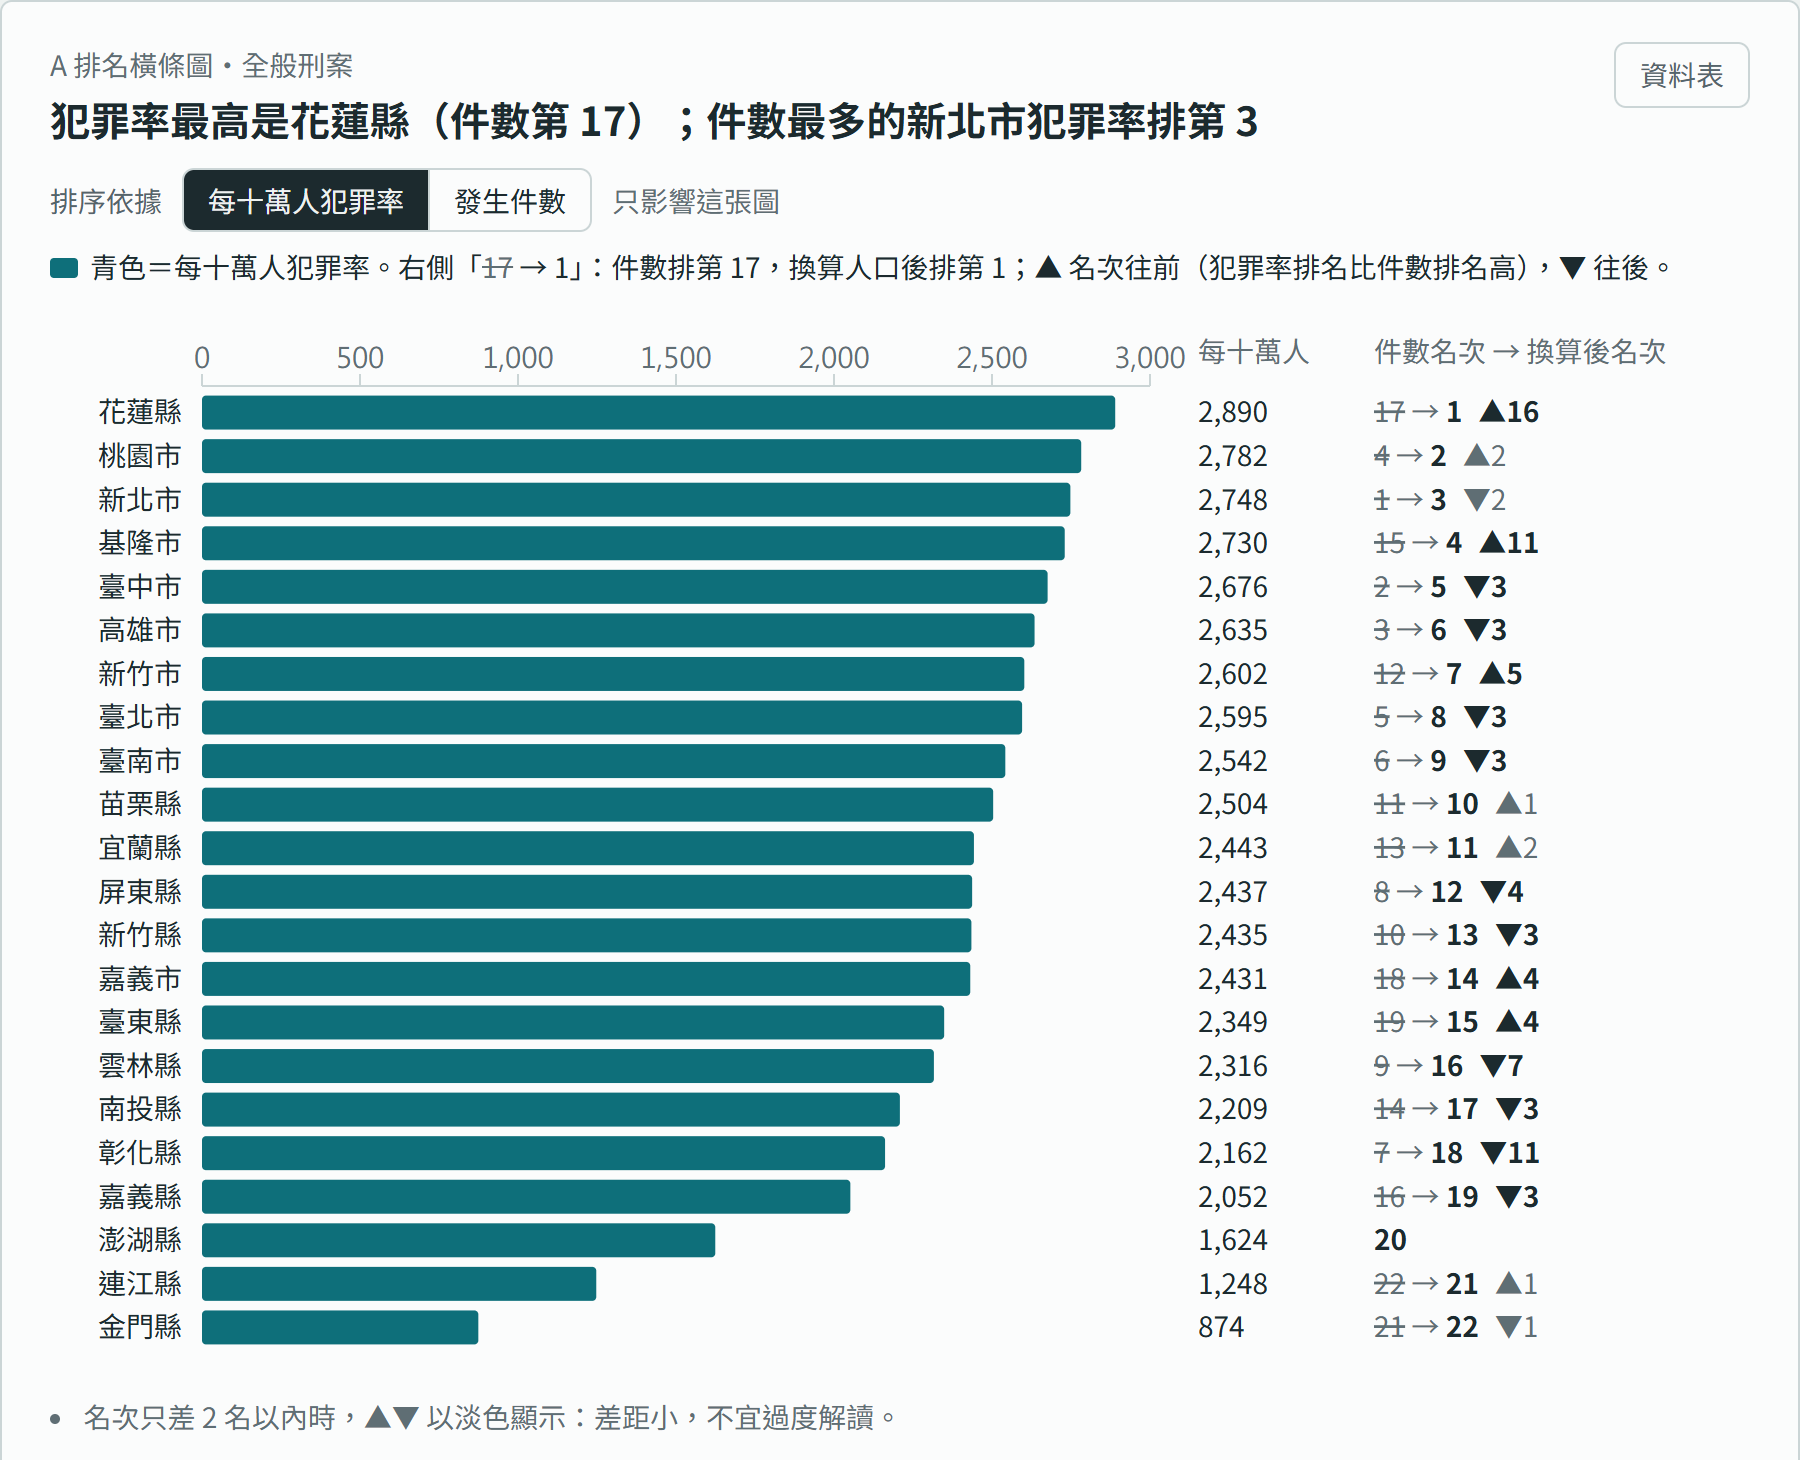 A 排名橫條圖・全般刑案
資料表
犯罪率最高是花蓮縣（件數第 17）；件數最多的新北市犯罪率排第 3
排序依據 每十萬人犯罪率 發生件數 只影響這張圖
青色＝每十萬人犯罪率。右側「17 → 1」：件數排第 17，換算人口後排第 1；▲ 名次往前（犯罪率排名比件數排名高），▼ 往後。
0 500 1,000 1,500 2,000 2,500 3,000 每十萬人 件數名次 → 換算後名次
花蓮縣 2,890 17 → 1 ▲16
桃園市 2,782 4 → 2 ▲2
新北市 2,748 1 → 3 ▼2
基隆市 2,730 15 → 4 ▲11
臺中市 2,676 2 → 5 ▼3
高雄市 2,635 3 → 6 ▼3
新竹市 2,602 12 → 7 ▲5
臺北市 2,595 5 → 8 ▼3
臺南市 2,542 6 → 9 ▼3
苗栗縣 2,504 11 → 10 ▲1
宜蘭縣 2,443 13 → 11 ▲2
屏東縣 2,437 8 → 12 ▼4
新竹縣 2,435 10 → 13 ▼3
嘉義市 2,431 18 → 14 ▲4
臺東縣 2,349 19 → 15 ▲4
雲林縣 2,316 9 → 16 ▼7
南投縣 2,209 14 → 17 ▼3
彰化縣 2,162 7 → 18 ▼11
嘉義縣 2,052 16 → 19 ▼3
澎湖縣 1,624 20
連江縣 1,248 22 → 21 ▲1
金門縣 874 21 → 22 ▼1
• 名次只差 2 名以內時，▲▼ 以淡色顯示：差距小，不宜過度解讀。